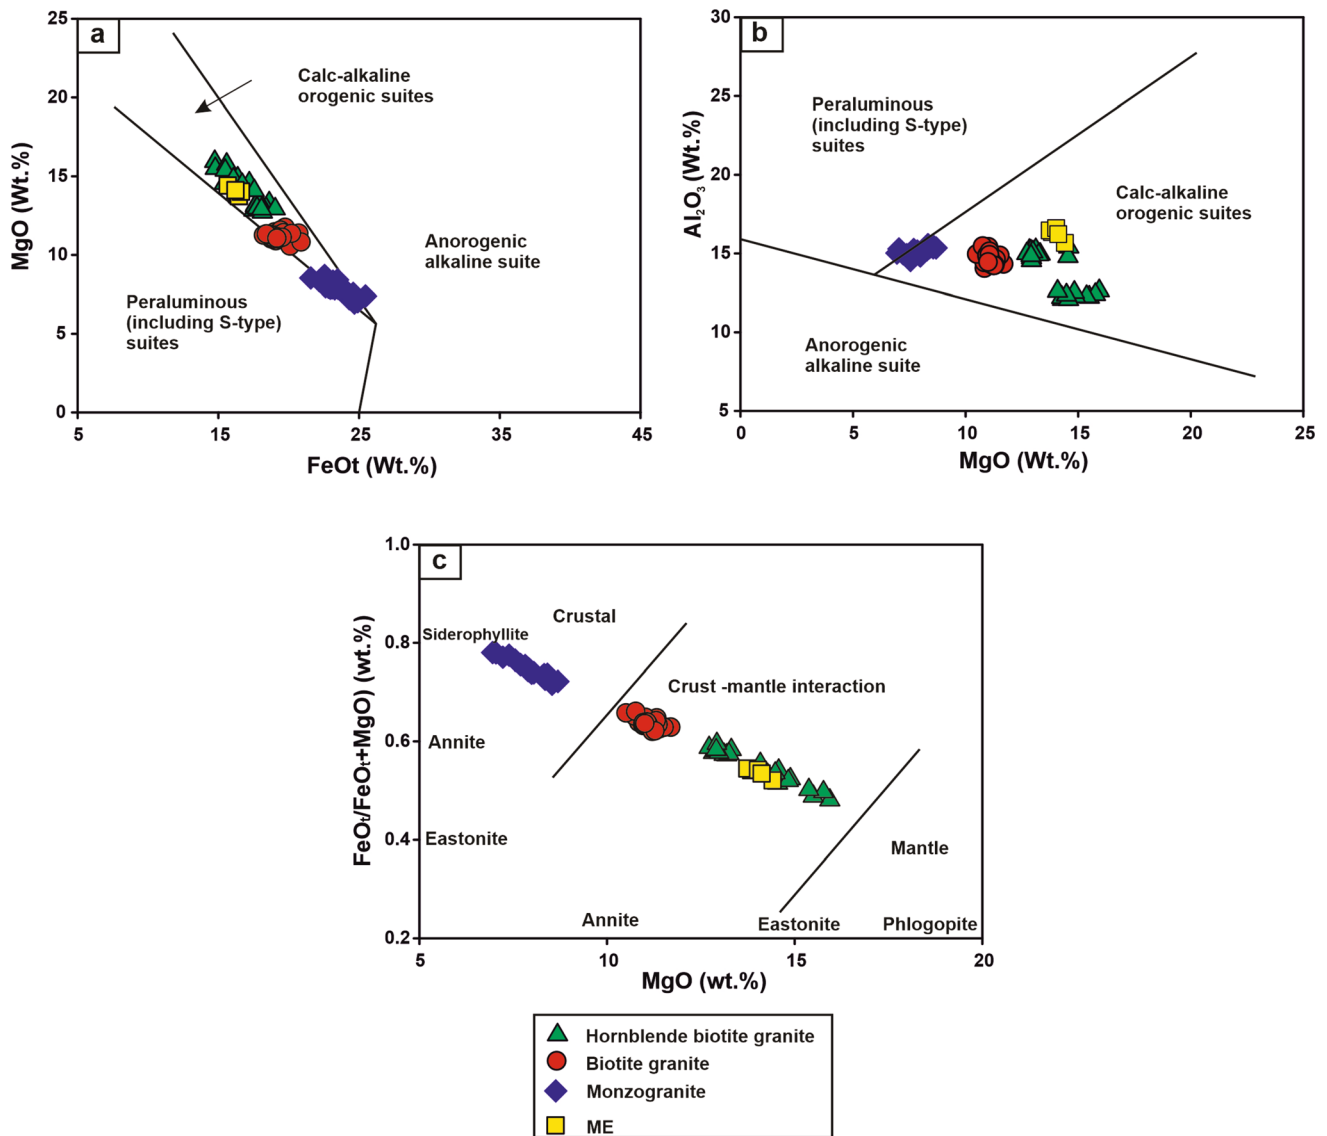 a
25
20
15
10
5
0
MgO (Wt.%)
Calc-alkaline
orogenic suites
Anorogenic
alkaline suite
Peraluminous
(including S-type)
suites
5
15
25
35
45
FeOt (Wt.%)
b
30
25
20
15
10
5
Al2O3 (Wt.%)
Peraluminous
(including S-type)
suites
Calc-alkaline
orogenic suites
Anorogenic
alkaline suite
0
5
10
15
20
25
MgO (Wt.%)
c
1.0
0.8
0.6
0.4
0.2
FeOt/FeOt+MgO) (wt.%)
Crustal
Siderophyllite
Crust -mantle interaction
Annite
Eastonite
Mantle
Annite
Eastonite
Phlogopite
5
10
15
20
MgO (wt.%)
Hornblende biotite granite
Biotite granite
Monzogranite
ME